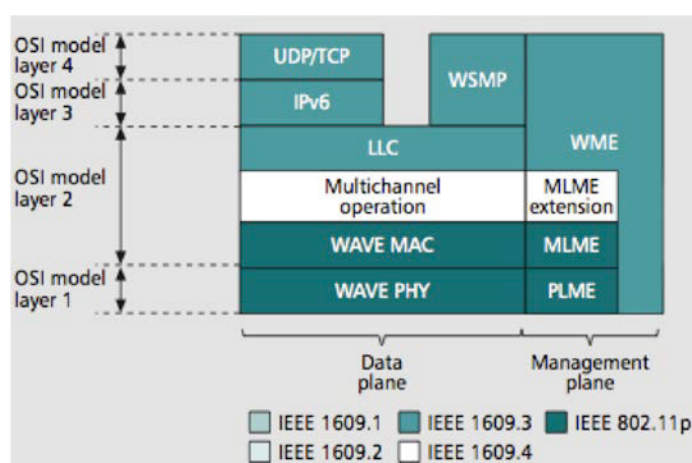 OSI model
layer 4
UDP/TCP
WSMP
OSI model
layer 3
IPv6
LLC
WME
OSI model
layer 2
Multichannel
operation
MLME
extension
WAVE MAC
MLME
OSI model
layer 1
WAVE PHY
PLME
Data
plane
Management
plane
IEEE 1609.1
IEEE 1609.3
IEEE 802.11p
IEEE 1609.2
IEEE 1609.4